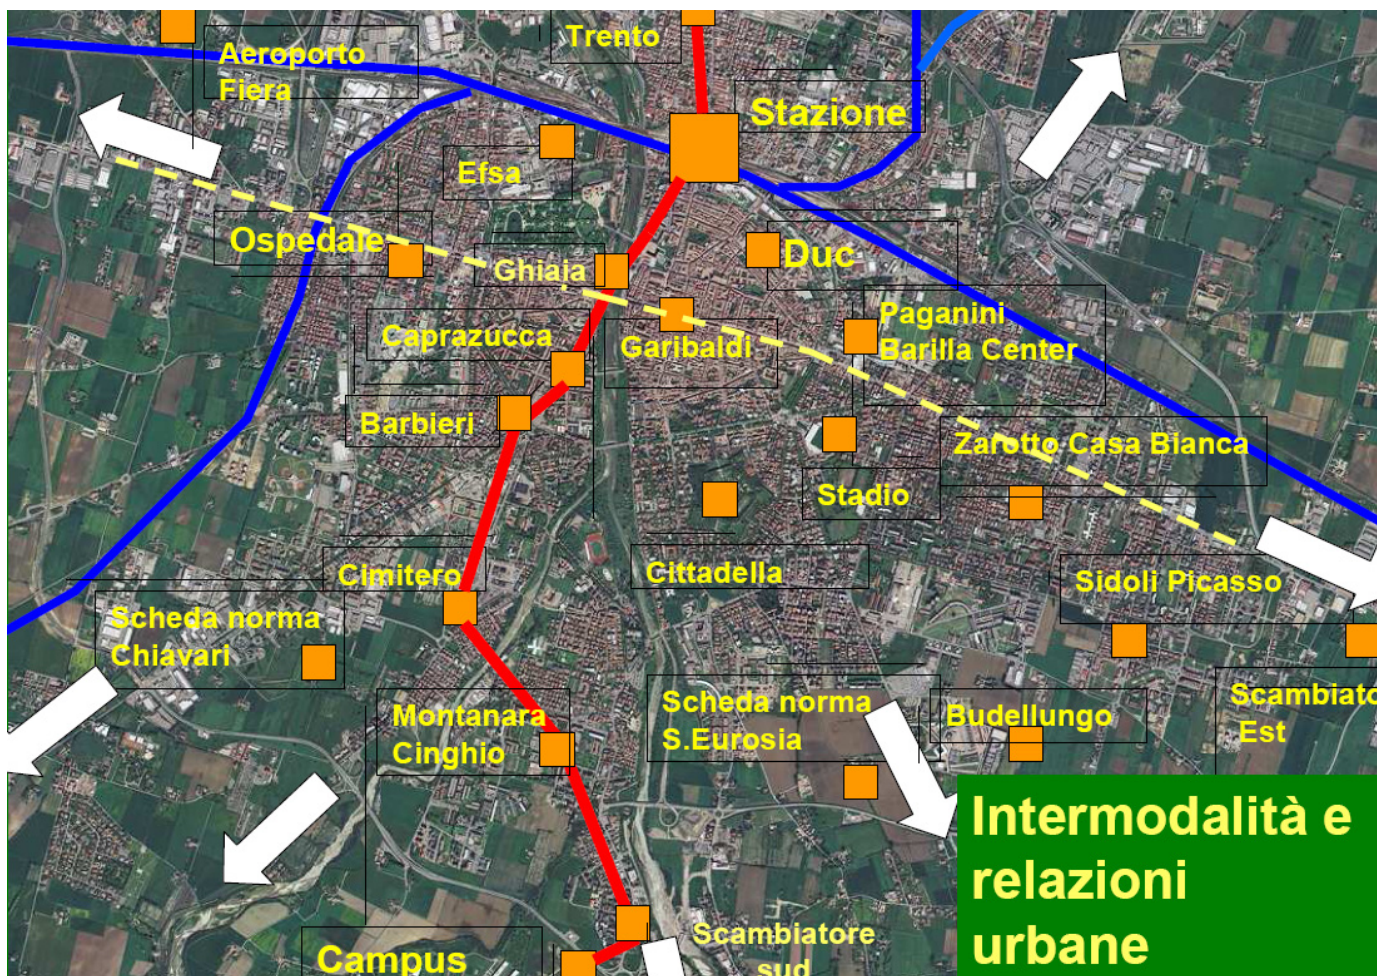 Trento
Aeroporto
Fiera
Stazione
Efsa
Ospedale
Ghiaia
Duc
Caprazucca
Garibaldi
Paganini
Barilla Center
Barbieri
Zarotto Casa Bianca
Stadio
Cimitero
Cittadella
Sidoli Picasso
Scheda norma
Chiavari
Montanara
Cinghio
Scheda norma
S.Eurosia
Budellungo
Scambiato
Est
Intermodalità e
relazioni
urbane
Campus
Scambiatore
sud